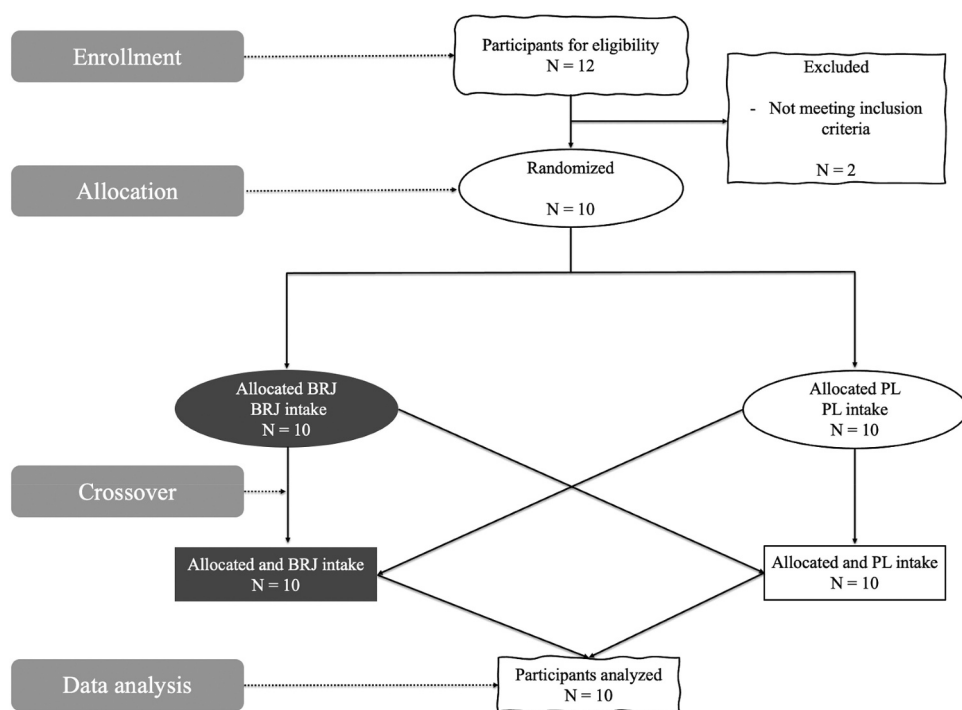 Enrollment
Participants for eligibility
N = 12
Excluded
- Not meeting inclusion
criteria
N = 2
Allocation
Randomized
N = 10
Allocated BRJ
BRJ intake
N = 10
Allocated PL
PL intake
N = 10
Crossover
Allocated and BRJ intake
N = 10
Allocated and PL intake
N = 10
Data analysis
Participants analyzed
N = 10